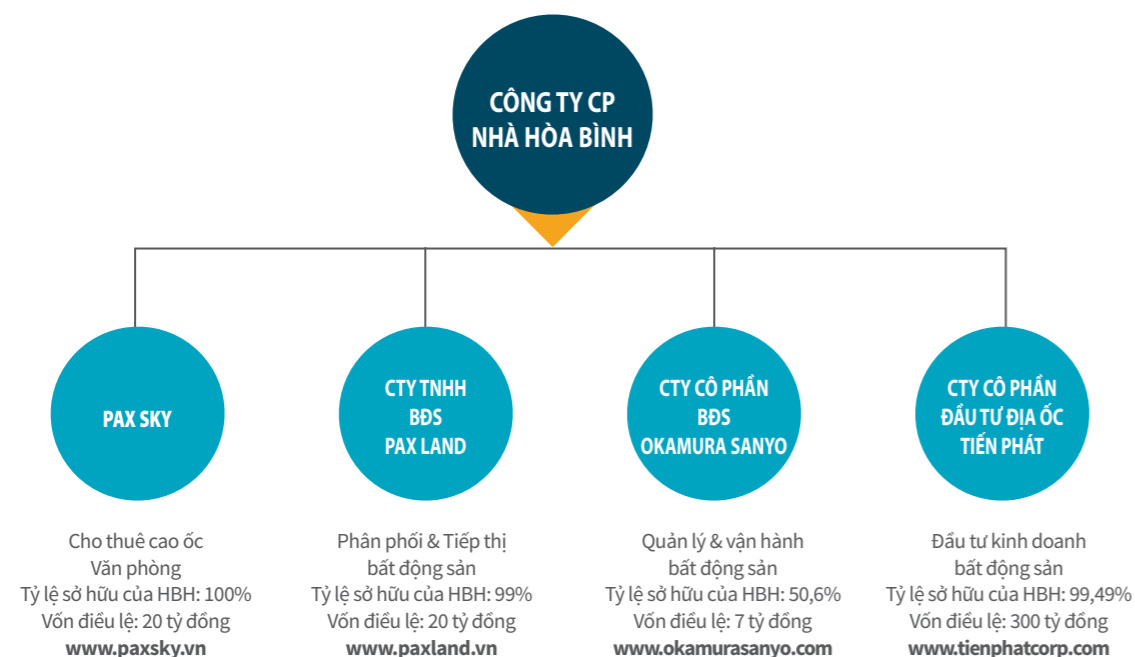 CÔNG TY CP
NHÀ HÒA BÌNH
PAX SKY
CTY TNHH
BĐS
PAX LAND
CTY CÔ PHẦN
BĐS
OKAMURA SANYO
CTY CÔ PHẦN
ĐẦU TƯ ĐỊA ỐC
TIẾN PHÁT
Cho thuê cao ốc
Văn phòng
Tỷ lệ sở hữu của HBH: 100%
Vốn điều lệ: 20 tỷ đồng
www.paxsky.vn
Phân phối & Tiếp thị
bất động sản
Tỷ lệ sở hữu của HBH: 99%
Vốn điều lệ: 20 tỷ đồng
www.paxland.vn
Quản lý & vận hành
bất động sản
Tỷ lệ sở hữu của HBH: 50,6%
Vốn điều lệ: 7 tỷ đồng
www.okamurasanyo.com
Đầu tư kinh doanh
bất động sản
Tỷ lệ sở hữu của HBH: 99,49%
Vốn điều lệ: 300 tỷ đồng
www.tienphatcorp.com